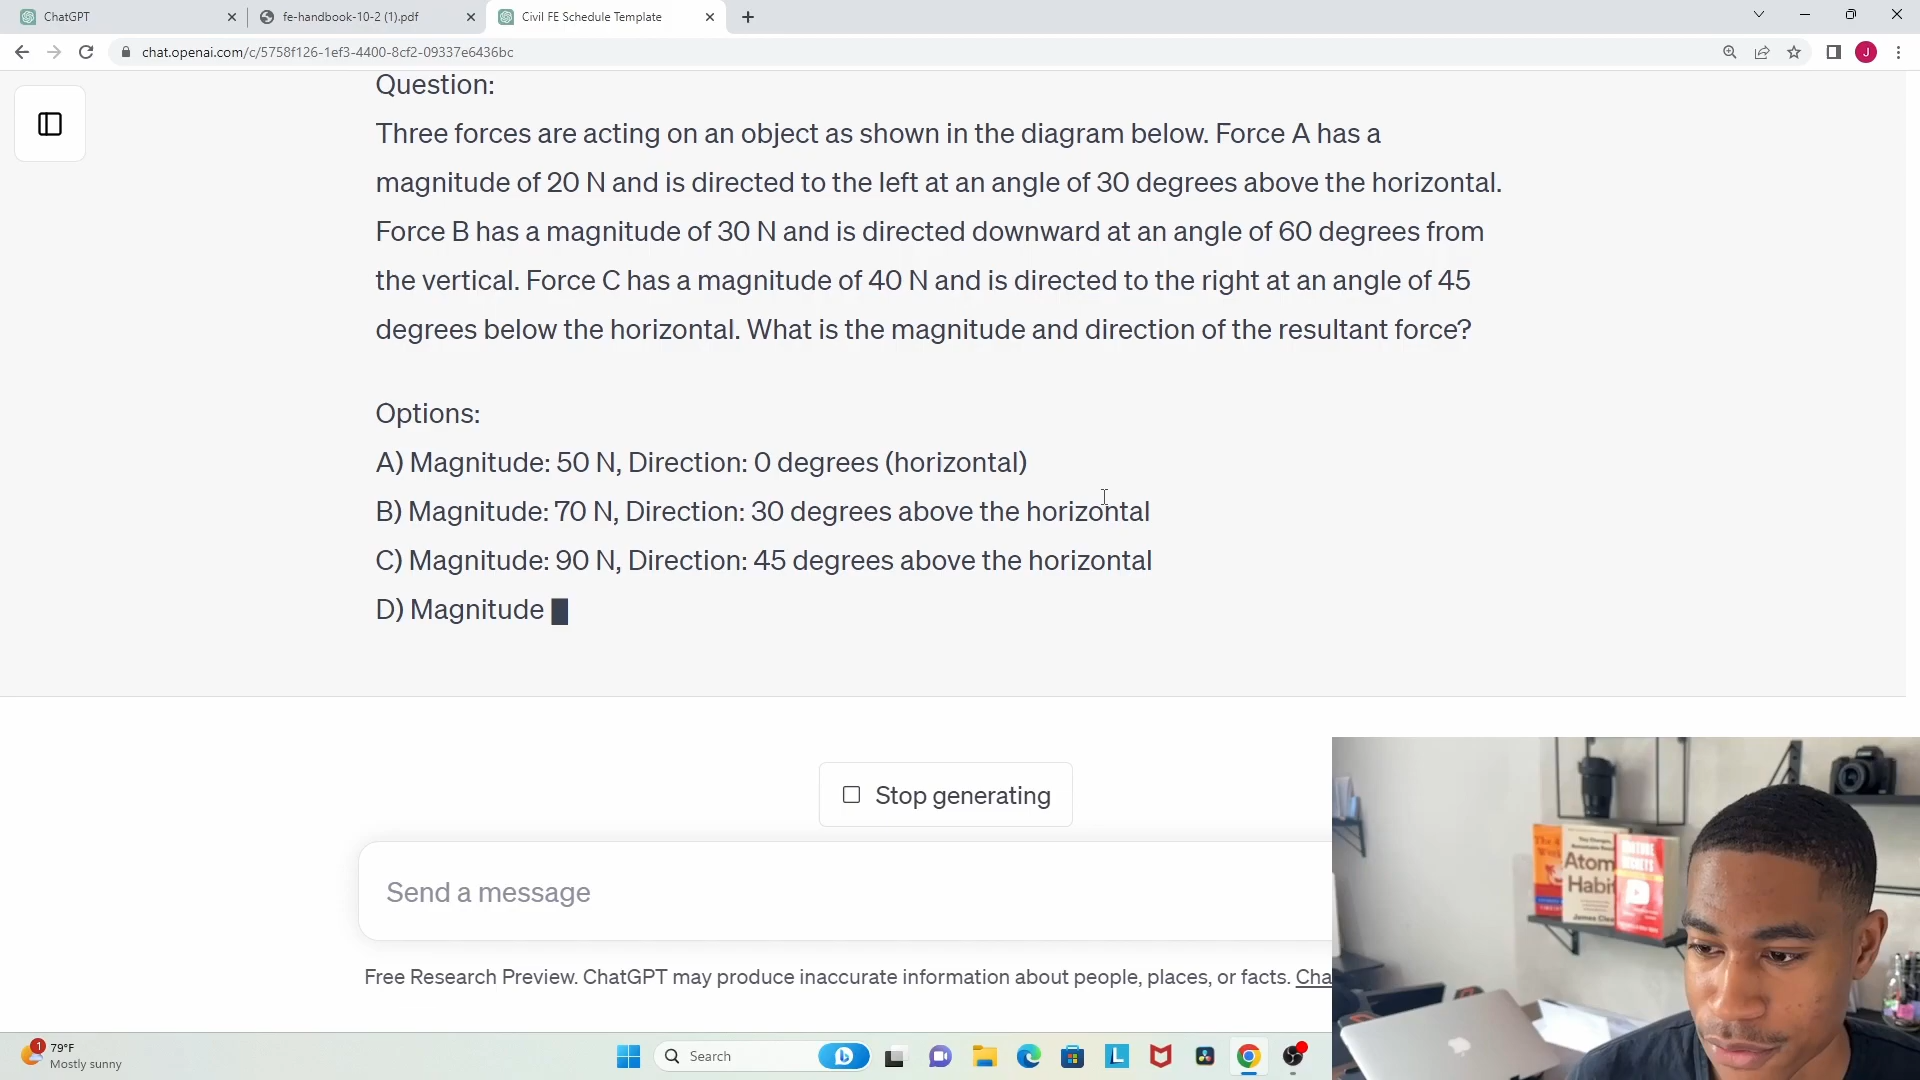 ChatGPT
fe-handbook-10-2 (1).pdf
Civil FE Schedule Template
chat.openai.com/c/5758f126-1ef3-4400-8cf2-09337e6436bc
J
Question:
Three forces are acting on an object as shown in the diagram below. Force A has a
magnitude of 20 N and is directed to the left at an angle of 30 degrees above the horizontal.
Force B has a magnitude of 30 N and is directed downward at an angle of 60 degrees from
the vertical. Force C has a magnitude of 40 N and is directed to the right at an angle of 45
degrees below the horizontal. What is the magnitude and direction of the resultant force?
Options:
A) Magnitude: 50 N, Direction: 0 degrees (horizontal)
B) Magnitude: 70 N, Direction: 30 degrees above the horizontal
C) Magnitude: 90 N, Direction: 45 degrees above the horizontal
D) Magnitude
Stop generating
Send a message
Free Research Preview. ChatGPT may produce inaccurate information about people, places, or facts. Cha
Atom
Habi
James Cle
1
79°F
Mostly sunny
Search
L